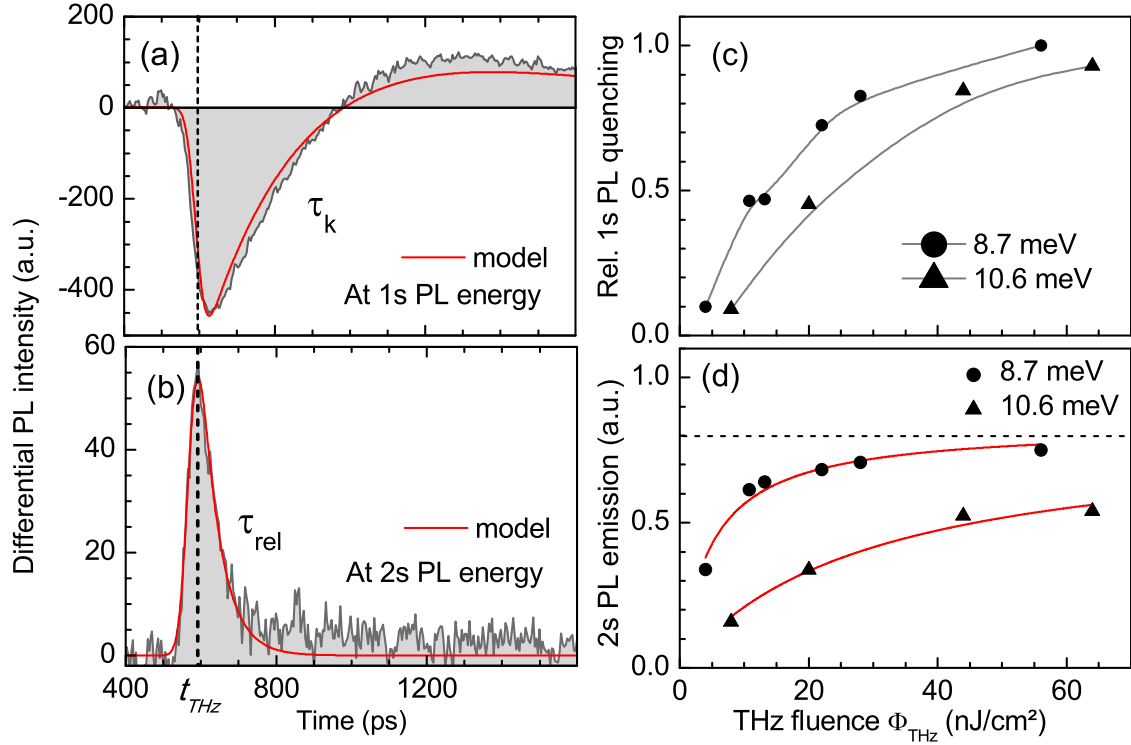 Differential PL intensity (a.u.)
200
0
-200
-400
(a)
τk
model
At 1s PL energy
60
40
20
0
(b)
τrel
model
At 2s PL energy
400
tTHz
800
1200
Time (ps)
Rel. 1s PL quenching
1.0
0.5
0.0
(c)
8.7 meV
10.6 meV
2s PL emission (a.u.)
1.0
0.5
0.0
(d)
8.7 meV
10.6 meV
0
20
40
60
THz fluence ΦTHz (nJ/cm²)